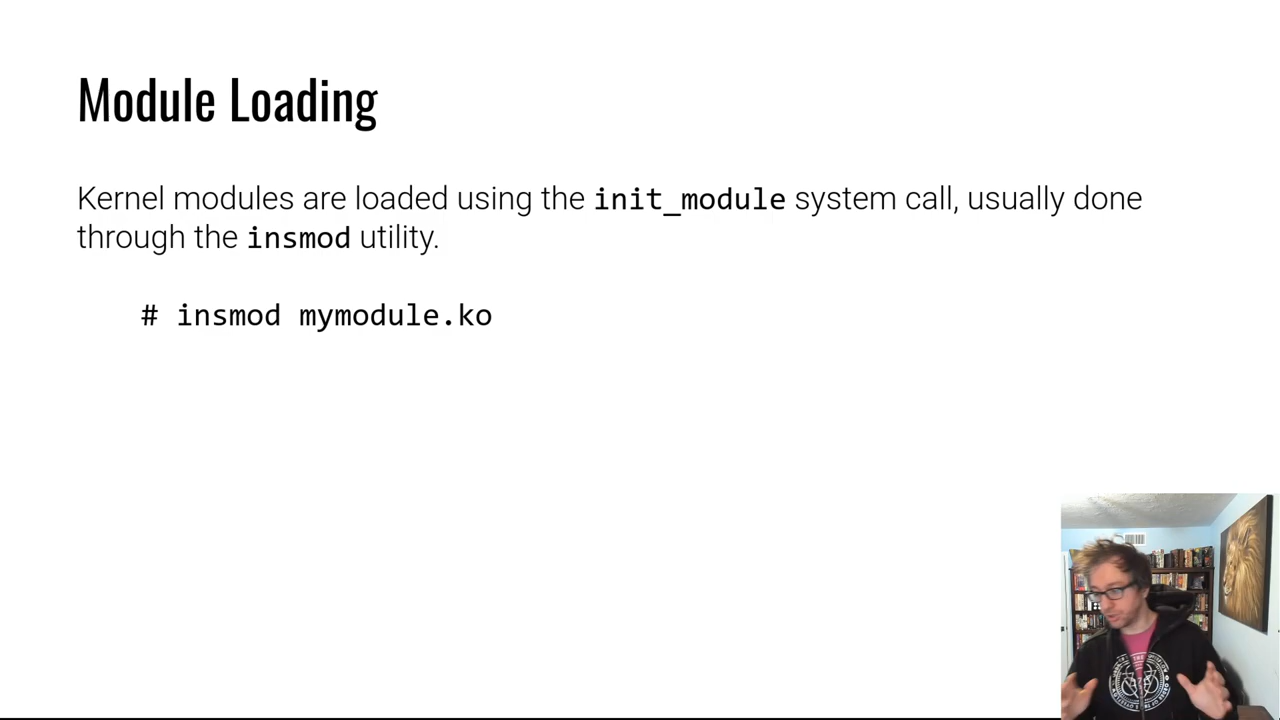 Module Loading
Kernel modules are loaded using the init_module system call, usually done
through the insmod utility.
# insmod mymodule.ko